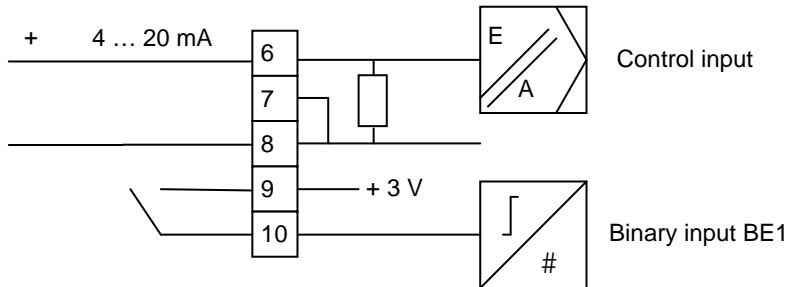 + 4 … 20 mA
6
7
8
9
10
+ 3 V
E
A
Control input
#
Binary input BE1